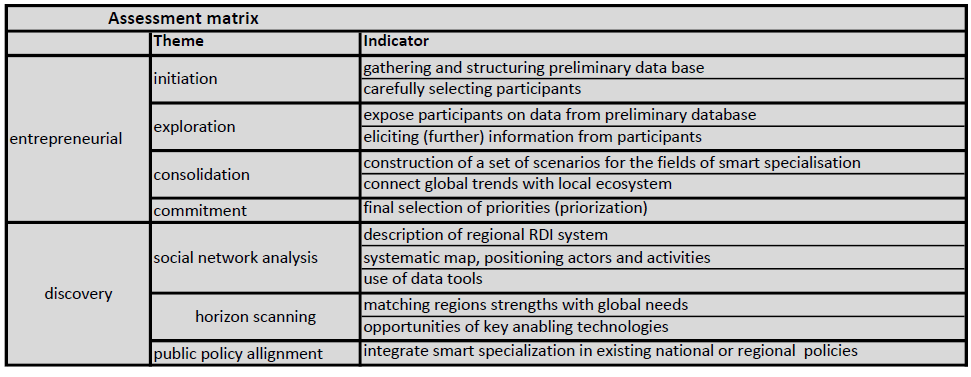 Assessment matrix
Theme Indicator
entrepreneurial
initiation
gathering and structuring preliminary data base
carefully selecting participants
exploration
expose participants on data from preliminary database
eliciting (further) information from participants
consolidation
construction of a set of scenarios for the fields of smart specialisation
connect global trends with local ecosystem
commitment
final selection of priorities (priorization)
discovery
social network analysis
description of regional RDI system
systematic map, positioning actors and activities
use of data tools
horizon scanning
matching regions strengths with global needs
opportunities of key enabling technologies
public policy allignment
integrate smart specialization in existing national or regional policies